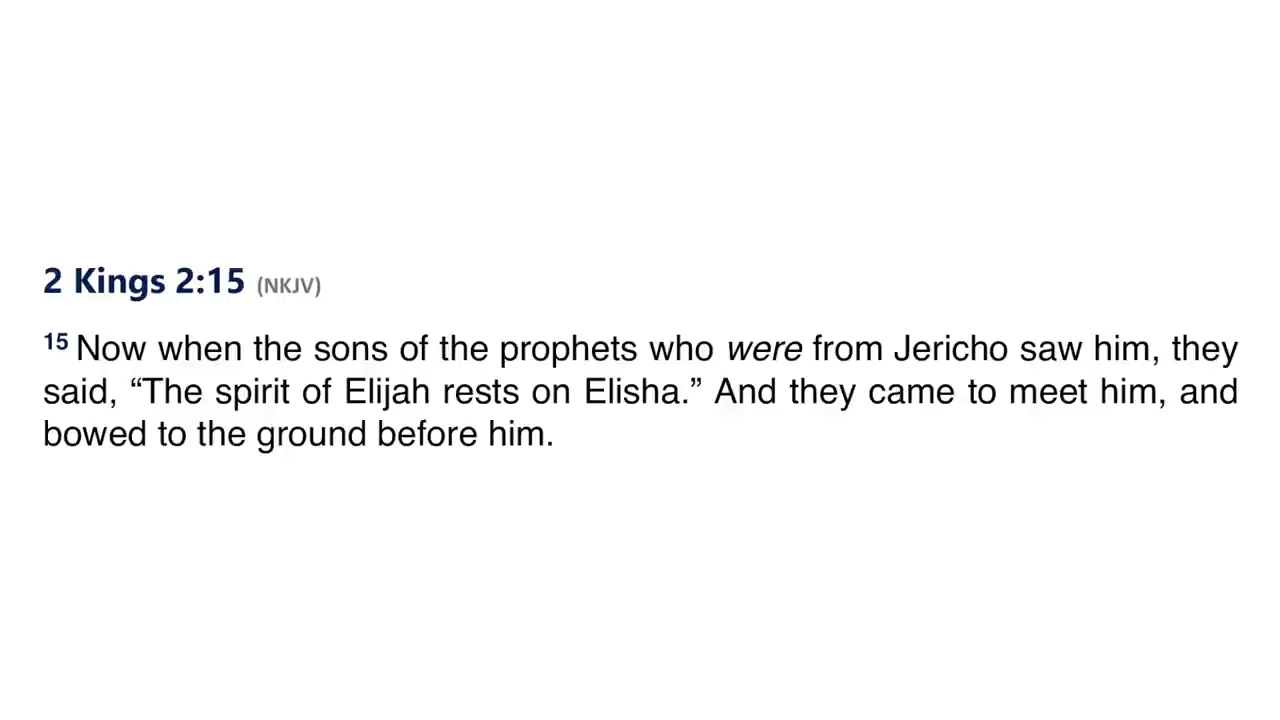 2 Kings 2:15 (NKJV)
15 Now when the sons of the prophets who were from Jericho saw him, they
said, “The spirit of Elijah rests on Elisha.” And they came to meet him, and
bowed to the ground before him.